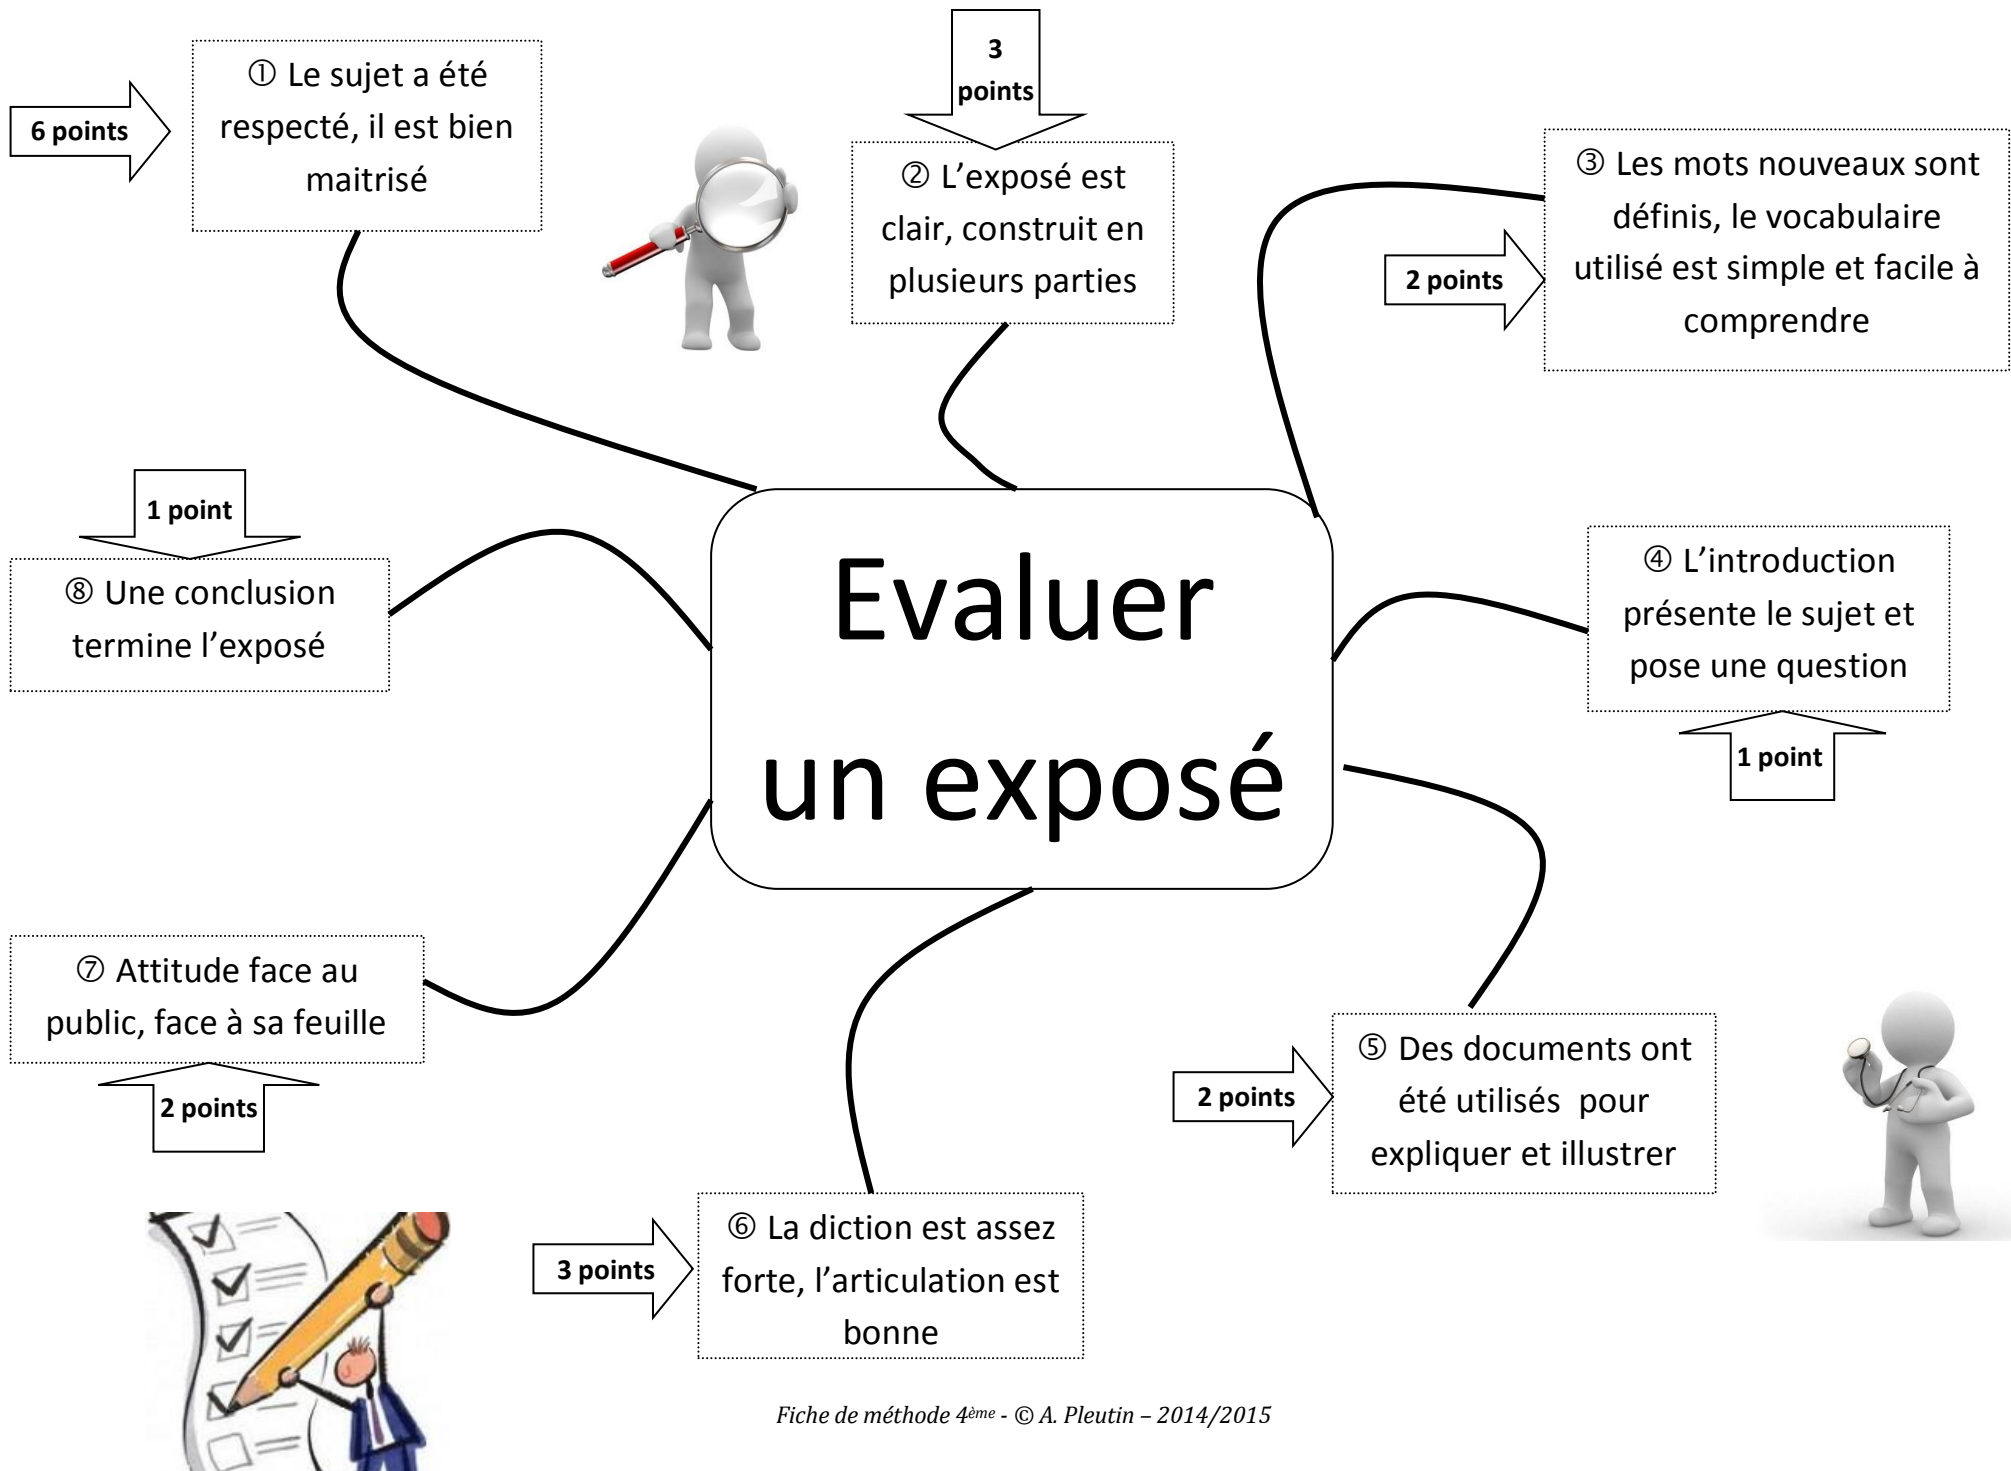 6 points
① Le sujet a été
respecté, il est bien
maitrisé
3
points
② L’exposé est
clair, construit en
plusieurs parties
2 points
③ Les mots nouveaux sont
définis, le vocabulaire
utilisé est simple et facile à
comprendre
Evaluer
un exposé
④ L’introduction
présente le sujet et
pose une question
1 point
2 points
⑤ Des documents ont
été utilisés  pour
expliquer et illustrer
3 points
⑥ La diction est assez
forte, l’articulation est
bonne
⑦ Attitude face au
public, face à sa feuille
2 points
1 point
⑧ Une conclusion
termine l’exposé
Fiche de méthode 4ème - © A. Pleutin – 2014/2015